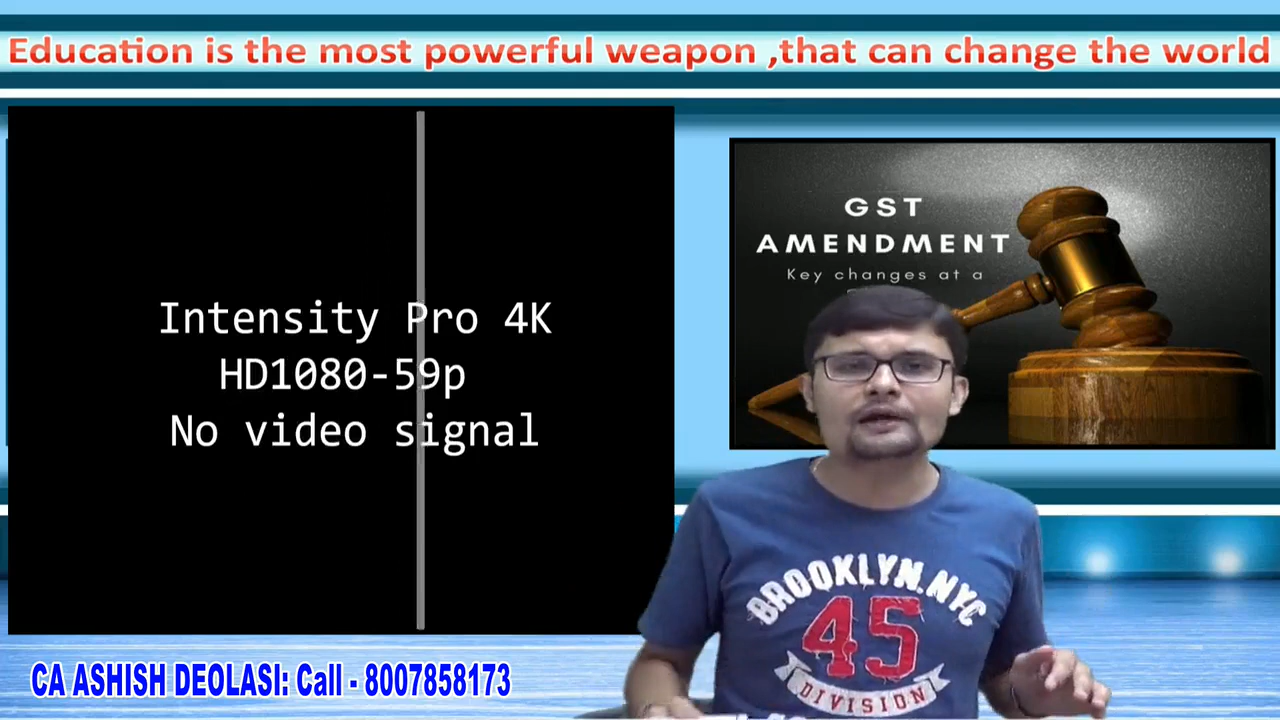 Education is the most powerful weapon ,that can change the world
Intensity Pro 4K
HD1080-59p
No video signal
GST
AMENDMENT
Key changes at a
BROOKLYN.NYC
45
DIVISION
CA ASHISH DEOLASI: Call - 8007858173